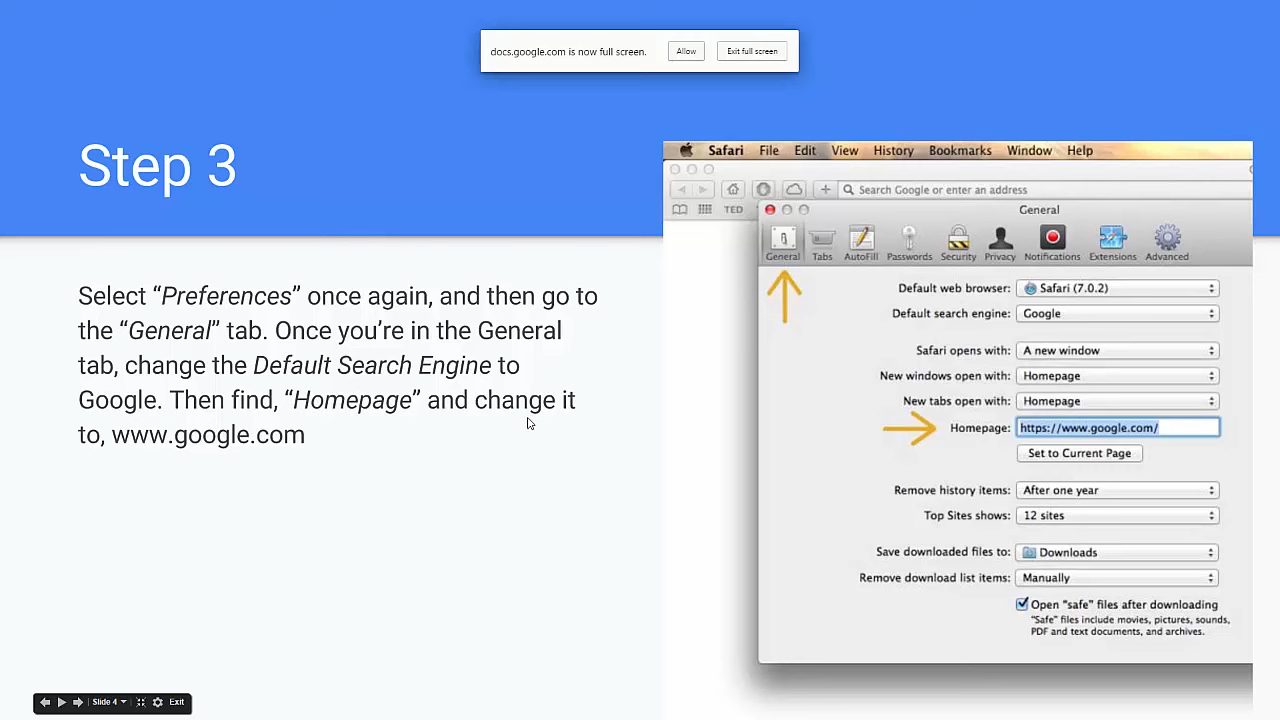 docs.google.com is now full screen. Allow Exit full screen
Step 3
Select “Preferences” once again, and then go to
the “General” tab. Once you’re in the General
tab, change the Default Search Engine to
Google. Then find, “Homepage” and change it
to, www.google.com
Safari File Edit View History Bookmarks Window Help
Search Google or enter an address
TED
General
General Tabs AutoFill Passwords Security Privacy Notifications Extensions Advanced
Default web browser: Safari (7.0.2)
Default search engine: Google
Safari opens with: A new window
New windows open with: Homepage
New tabs open with: Homepage
Homepage: https://www.google.com/
Set to Current Page
Remove history items: After one year
Top Sites shows: 12 sites
Save downloaded files to: Downloads
Remove download list items: Manually
Open “safe” files after downloading
“Safe” files include movies, pictures, sounds,
PDF and text documents, and archives.
Slide 4 Exit